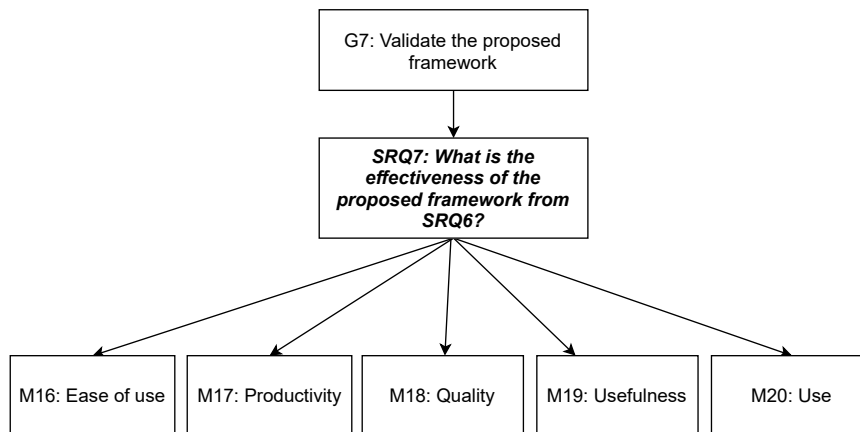 G7: Validate the proposed
framework
SRQ7: What is the
effectiveness of the
proposed framework from
SRQ6?
M16: Ease of use
M17: Productivity
M18: Quality
M19: Usefulness
M20: Use